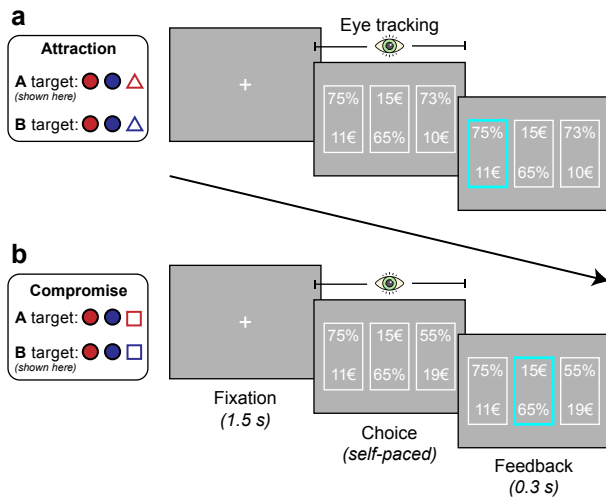 a
Attraction
A target:
(shown here)
B target:
Eye tracking
+
75% 15€ 73%
11€ 65% 10€
75% 15€ 73%
11€ 65% 10€
b
Compromise
A target:
B target:
(shown here)
+
75% 15€ 55%
11€ 65% 19€
75% 15€ 55%
11€ 65% 19€
Fixation
(1.5 s)
Choice
(self-paced)
Feedback
(0.3 s)